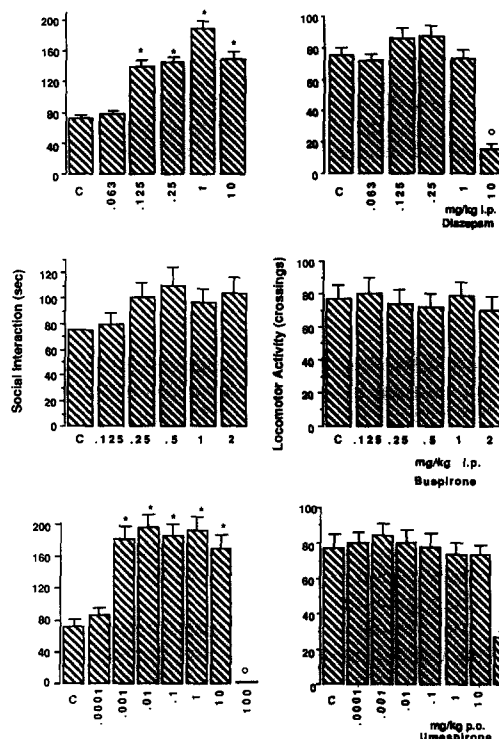 200
160
120
80
40
0
* * * *
C .063 .125 .25 1 10
100
80
60
40
20
0
o
C .063 .125 .25 1 10
mg/kg i.p.
Diazepam
Social Interaction (sec)
140
120
100
80
60
40
20
0
C .125 .25 .5 1 2
Locomotor Activity (crossings)
100
80
60
40
20
0
C .125 .25 .5 1 2
mg/kg i.p.
Buspirone
200
160
120
80
40
0
* * * * *
o
C .0001 .001 .01 .1 1 10 100
100
80
60
40
20
0
C .0001 .001 .01 .1 1 10
mg/kg p.o.
Umespirone